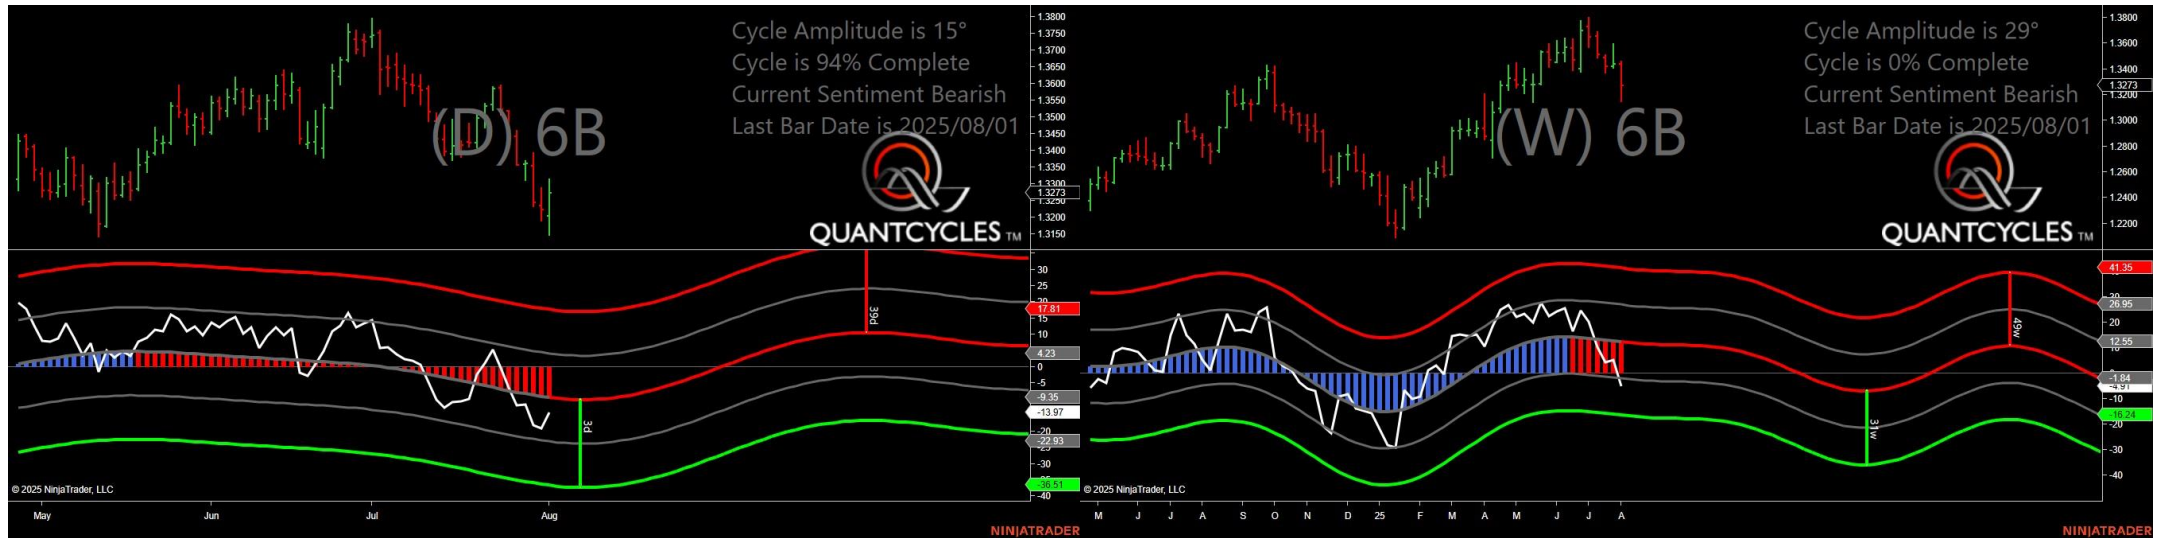 Cycle Amplitude is 15°
Cycle is 94% Complete
Current Sentiment Bearish
Last Bar Date is 2025/08/01
(D) 6B
QUANTCYCLES TM
1.3800
1.3750
1.3700
1.3650
1.3600
1.3550
1.3500
1.3450
1.3400
1.3350
1.3300
1.3273
1.3250
1.3200
1.3150
30
25
20
17.81
15
10
4.23
0
-5
-9.35
-13.97
-20
-22.93
-25
-30
-36.51
-40
39d
3d
© 2025 NinjaTrader, LLC
May Jun Jul Aug
NINJATRADER
Cycle Amplitude is 29°
Cycle is 0% Complete
Current Sentiment Bearish
Last Bar Date is 2025/08/01
(W) 6B
QUANTCYCLES TM
1.3800
1.3600
1.3400
1.3273
1.3200
1.3000
1.2800
1.2600
1.2400
1.2200
41.35
30
26.95
20
12.55
10
-1.84
-4.91
-16.24
-20
-30
-40
49w
31w
© 2025 NinjaTrader, LLC
M J J A S O N D 25 F M A M J J A
NINJATRADER